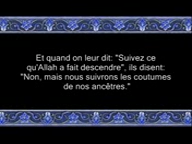 Et quand on leur dit: "Suivez ce
qu'Allah a fait descendre", ils disent:
"Non, mais nous suivrons les coutumes
de nos ancêtres."